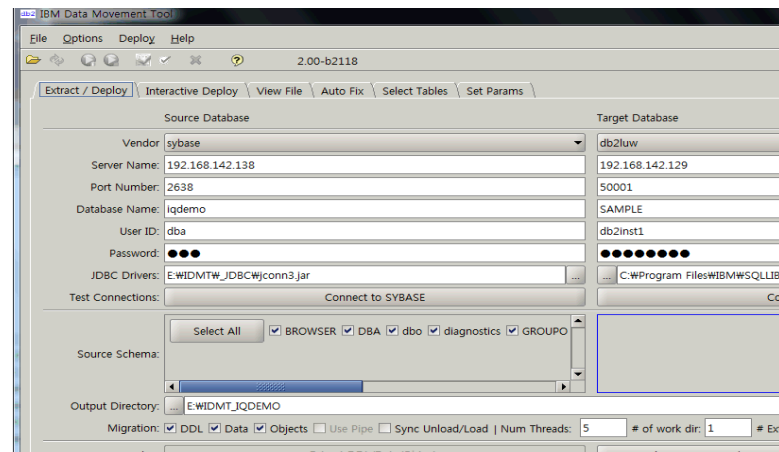 IBM Data Movement Tool
File Options Deploy Help
2.00-b2118
Extract / Deploy Interactive Deploy View File Auto Fix Select Tables Set Params
Source Database Target Database
Vendor sybase db2luw
Server Name: 192.168.142.138 192.168.142.129
Port Number: 2638 50001
Database Name: iqdemo SAMPLE
User ID: dba db2inst1
Password: ●●● ●●●●●●●●
JDBC Drivers: E:₩IDMT₩_JDBC₩jconn3.jar ... ... C:₩Program Files₩IBM₩SQLLIB
Test Connections: Connect to SYBASE Co
Select All BROWSER DBA dbo diagnostics GROUPO
Source Schema:
Output Directory: ... E:₩IDMT_IQDEMO
Migration: DDL Data Objects Use Pipe Sync Unload/Load | Num Threads: 5 # of work dir: 1 # Ex